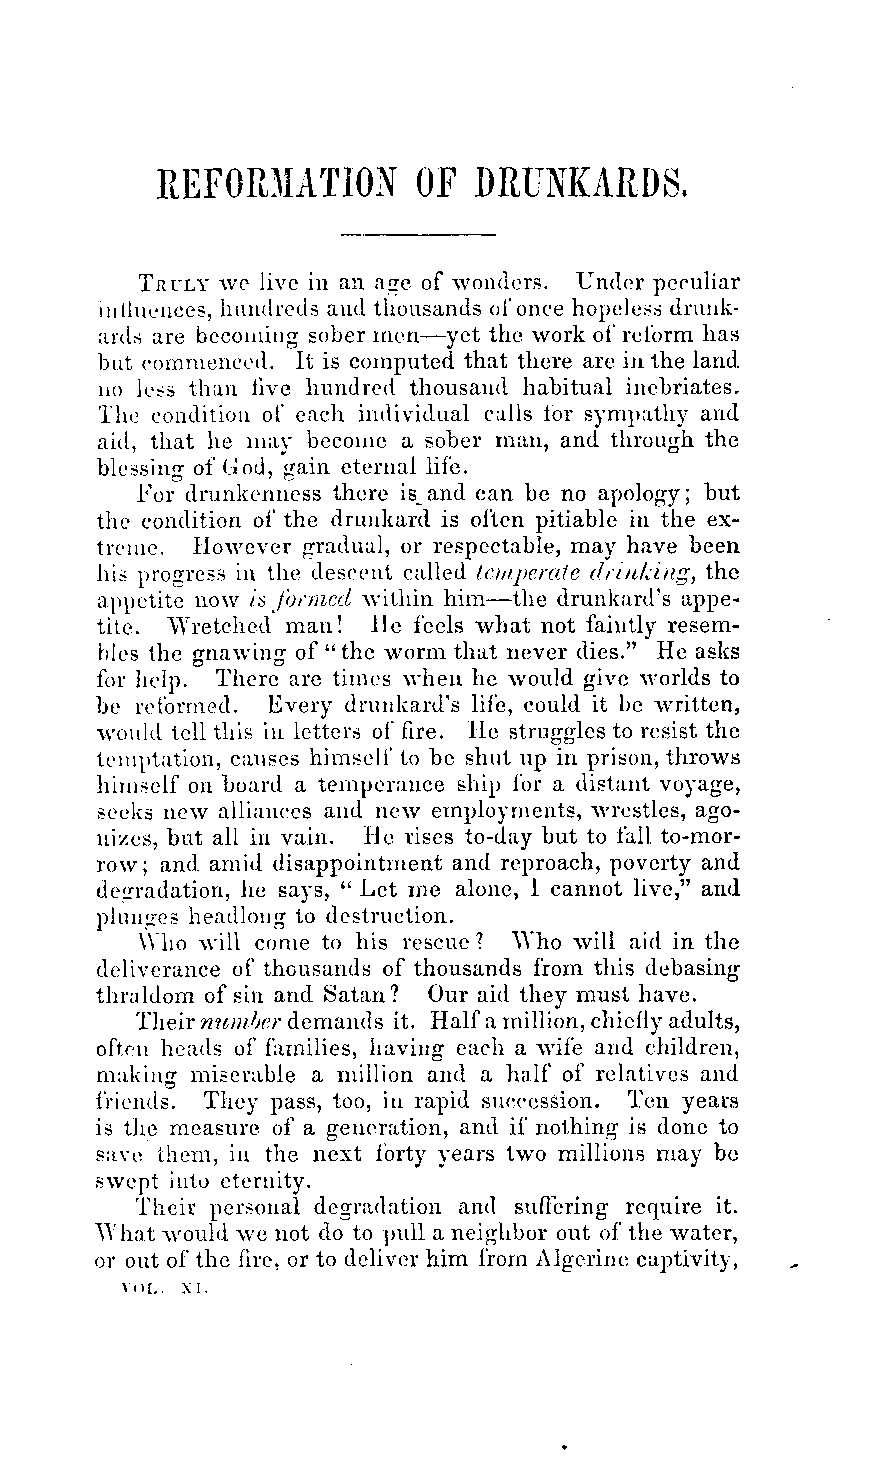 REFORMATION OF DRUNKARDS.
TRULY we live in an age of wonders. Under peculiar
influences, hundreds and thousands of once hopeless drunk-
ards are becoming sober men—yet the work of reform has
but commenced. It is computed that there are in the land
no less than five hundred thousand habitual inebriates.
The condition of each individual calls for sympathy and
aid, that he may become a sober man, and through the
blessing of God, gain eternal life.
For drunkenness there is and can be no apology; but
the condition of the drunkard is often pitiable in the ex-
treme. However gradual, or respectable, may have been
his progress in the descent called temperate drinking, the
appetite now is formed within him—the drunkard's appe-
tite. Wretched man! He feels what not faintly resem-
bles the gnawing of "the worm that never dies." He asks
for help. There are times when he would give worlds to
be reformed. Every drunkard's life, could it be written,
would tell this in letters of fire. He struggles to resist the
temptation, causes himself to be shut up in prison, throws
himself on board a temperance ship for a distant voyage,
seeks new alliances and new employments, wrestles, ago-
nizes, but all in vain. He rises to-day but to fall to-mor-
row; and amid disappointment and reproach, poverty and
degradation, he says, "Let me alone, I cannot live," and
plunges headlong to destruction.
Who will come to his rescue? Who will aid in the
deliverance of thousands of thousands from this debasing
thraldom of sin and Satan? Our aid they must have.
Their number demands it. Half a million, chiefly adults,
often heads of families, having each a wife and children,
making miserable a million and a half of relatives and
friends. They pass, too, in rapid succession. Ten years
is the measure of a generation, and if nothing is done to
save them, in the next forty years two millions may be
swept into eternity.
Their personal degradation and suffering require it.
What would we not do to pull a neighbor out of the water,
or out of the fire, or to deliver him from Algerine captivity,
VOL. XI.